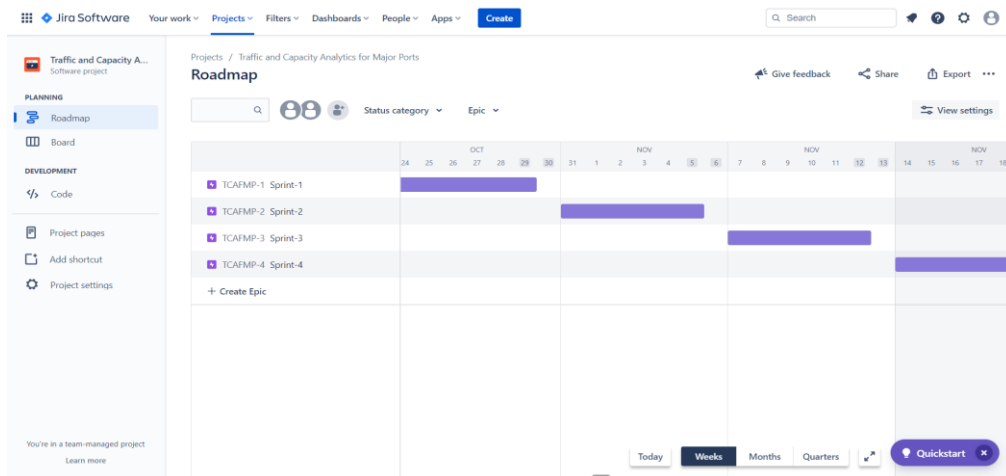 Jira Software Your work Projects Filters Dashboards People Apps Create Search
Traffic and Capacity A...
Software project
PLANNING
Roadmap
Board
DEVELOPMENT
Code
Project pages
Add shortcut
Project settings
You're in a team-managed project
Learn more
Projects / Traffic and Capacity Analytics for Major Ports
Roadmap
Give feedback Share Export
Status category Epic View settings
OCT NOV NOV NOV
24 25 26 27 28 29 30 31 1 2 3 4 5 6 7 8 9 10 11 12 13 14 15 16 17 18
TCAFMP-1 Sprint-1
TCAFMP-2 Sprint-2
TCAFMP-3 Sprint-3
TCAFMP-4 Sprint-4
+ Create Epic
Today Weeks Months Quarters
Quickstart